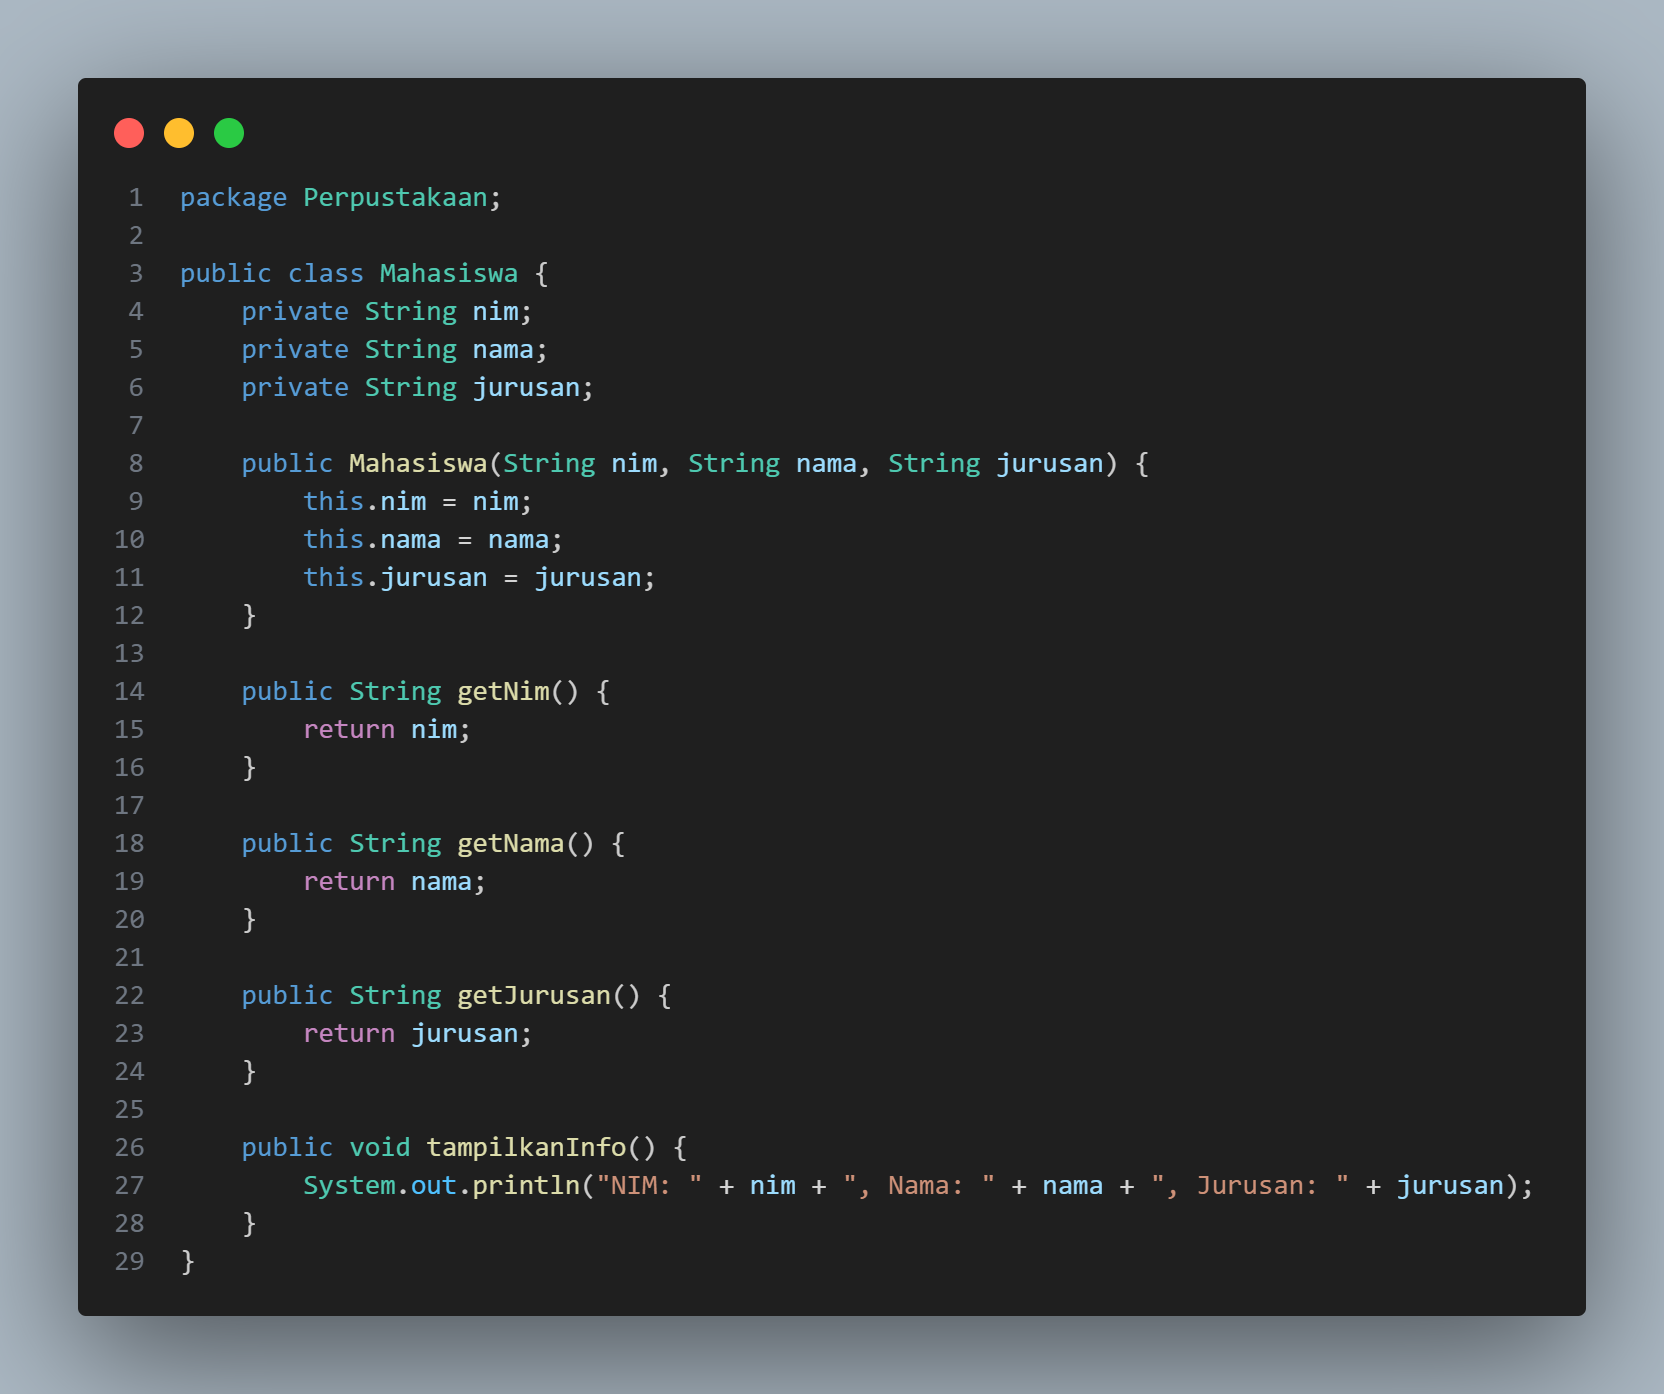 1 package Perpustakaan;
2
3 public class Mahasiswa {
4     private String nim;
5     private String nama;
6     private String jurusan;
7
8     public Mahasiswa(String nim, String nama, String jurusan) {
9         this.nim = nim;
10         this.nama = nama;
11         this.jurusan = jurusan;
12     }
13
14     public String getNim() {
15         return nim;
16     }
17
18     public String getNama() {
19         return nama;
20     }
21
22     public String getJurusan() {
23         return jurusan;
24     }
25
26     public void tampilkanInfo() {
27         System.out.println("NIM: " + nim + ", Nama: " + nama + ", Jurusan: " + jurusan);
28     }
29 }